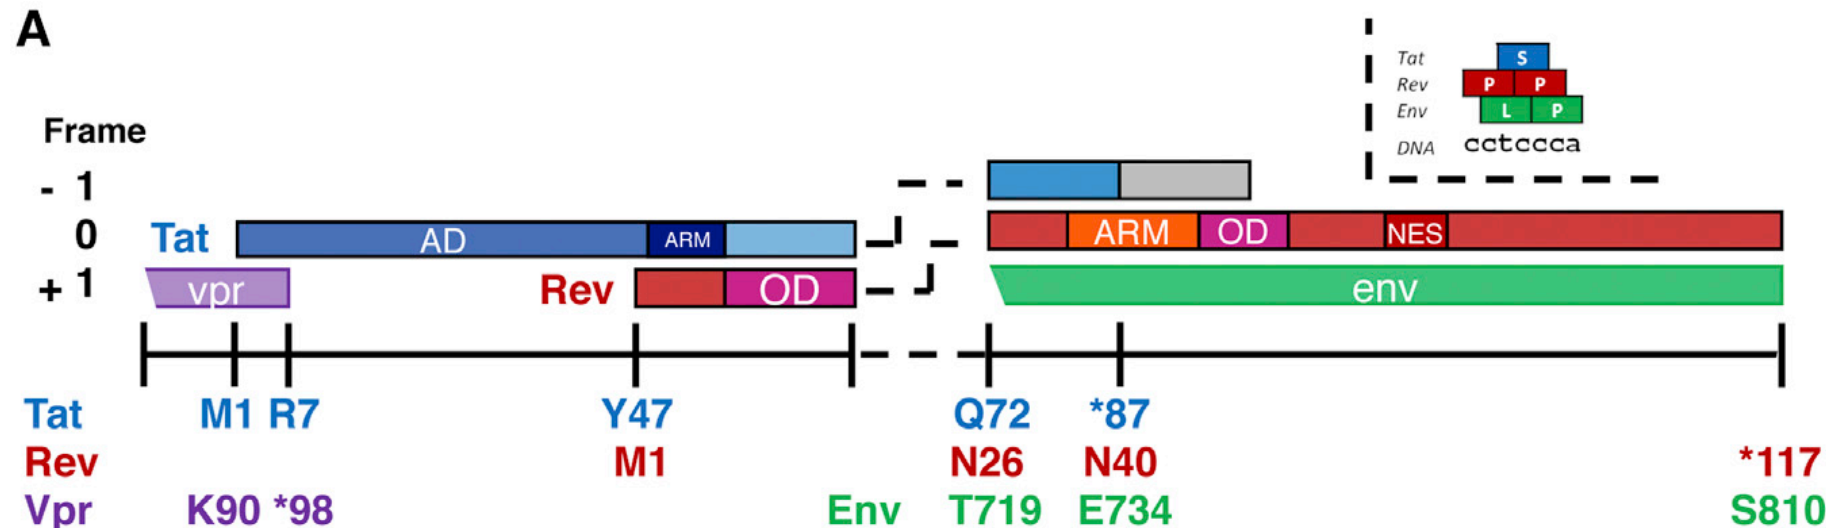 A
Tat S
Rev P P
Env L P
DNA cctccca
Frame
- 1
0 Tat AD ARM ARM OD NES
+ 1 vpr Rev OD env
Tat M1 R7 Y47 Q72 *87
Rev M1 N26 N40 *117
Vpr K90 *98 Env T719 E734 S810